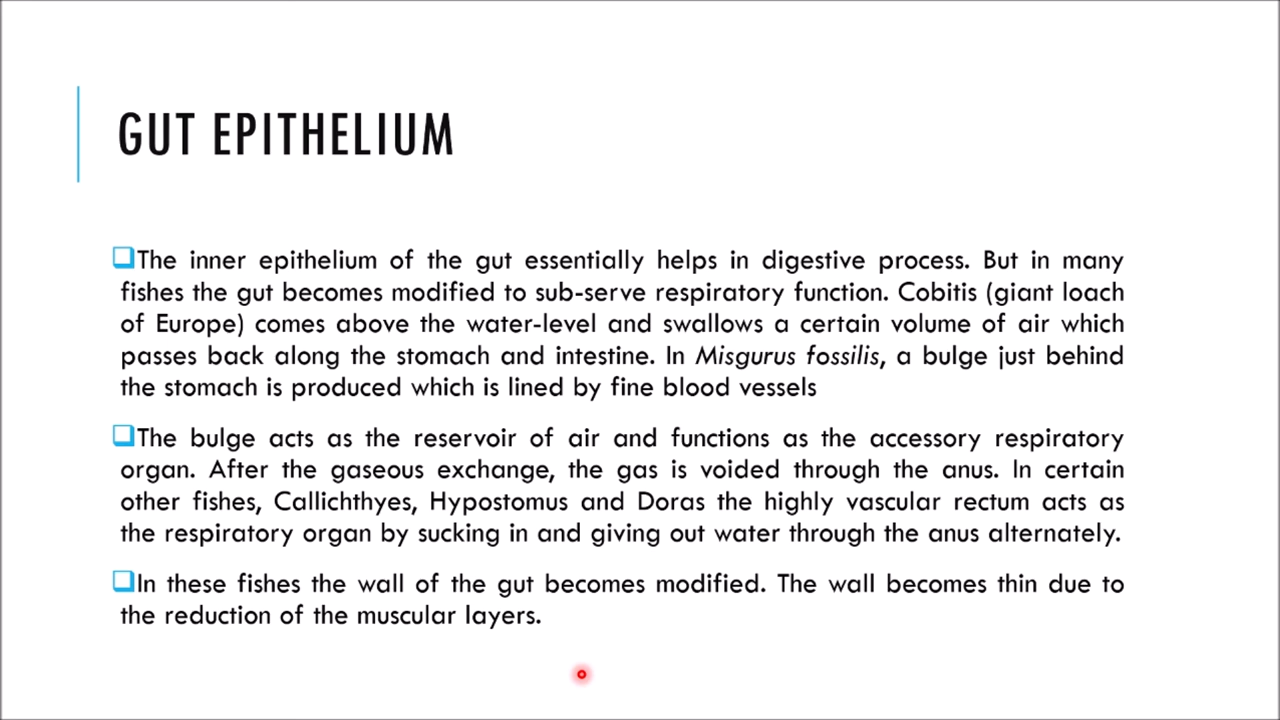 GUT EPITHELIUM
The inner epithelium of the gut essentially helps in digestive process. But in many
fishes the gut becomes modified to sub-serve respiratory function. Cobitis (giant loach
of Europe) comes above the water-level and swallows a certain volume of air which
passes back along the stomach and intestine. In Misgurus fossilis, a bulge just behind
the stomach is produced which is lined by fine blood vessels
The bulge acts as the reservoir of air and functions as the accessory respiratory
organ. After the gaseous exchange, the gas is voided through the anus. In certain
other fishes, Callichthyes, Hypostomus and Doras the highly vascular rectum acts as
the respiratory organ by sucking in and giving out water through the anus alternately.
In these fishes the wall of the gut becomes modified. The wall becomes thin due to
the reduction of the muscular layers.